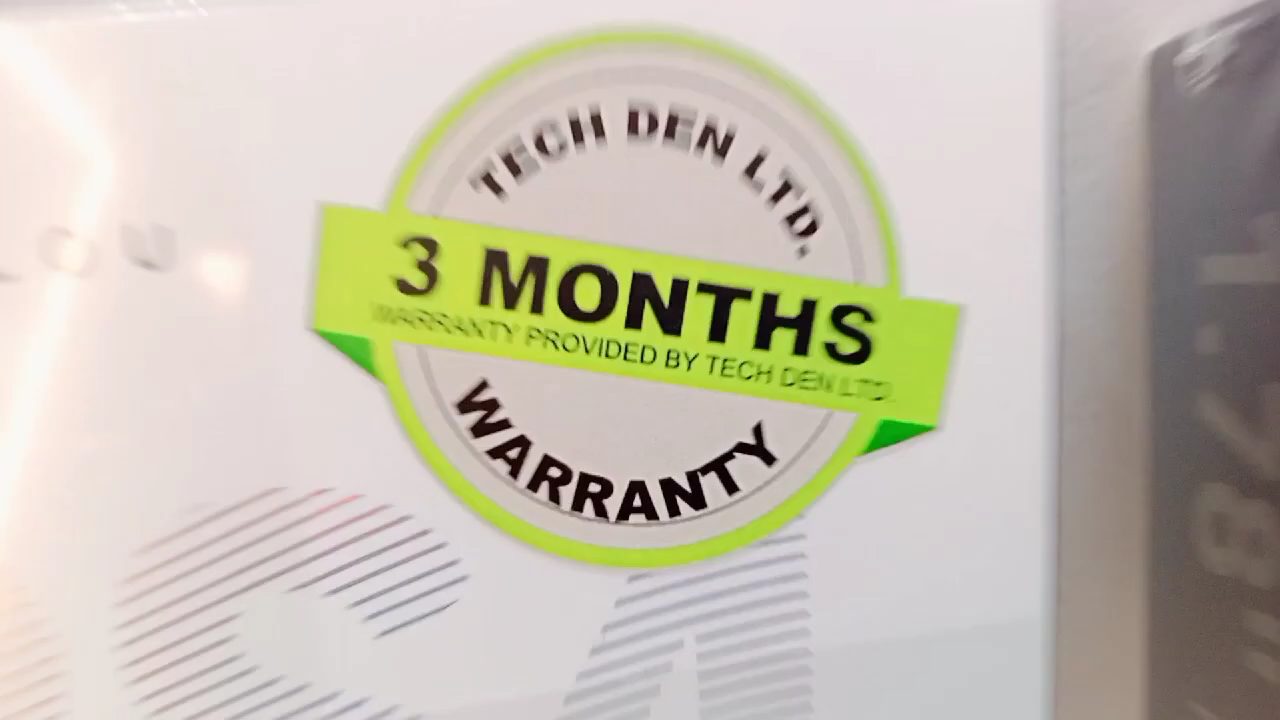 TECH DEN LTD.
3 MONTHS
WARRANTY PROVIDED BY TECH DEN LTD.
WARRANTY